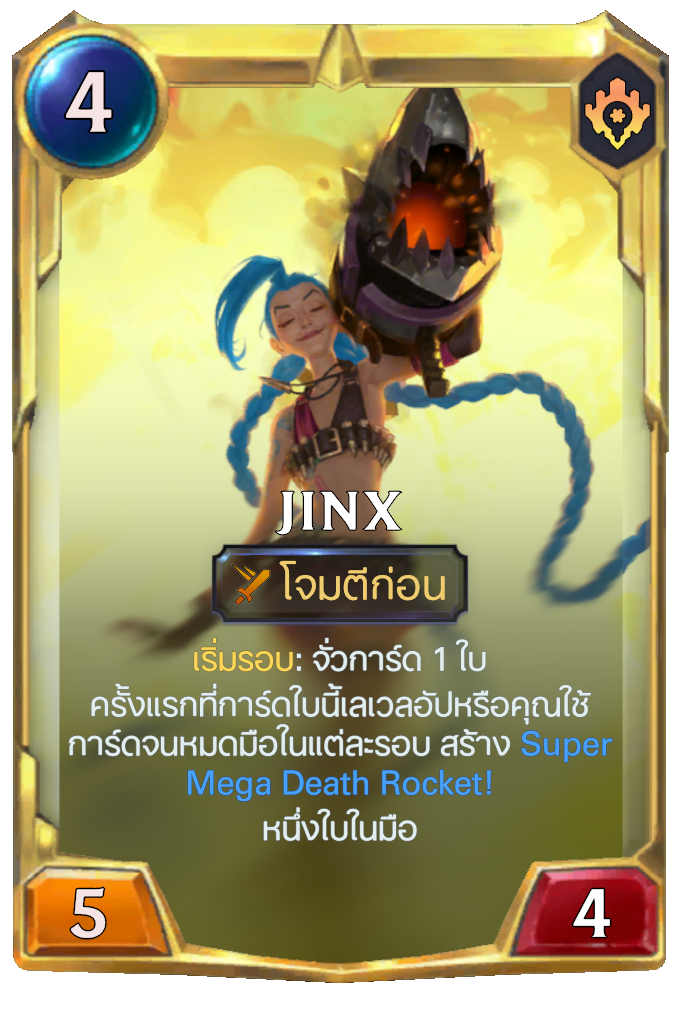 4
JINX
โจมตีก่อน
เริ่มรอบ: จั่วการ์ด 1 ใบ
ครั้งแรกที่การ์ดใบนี้เลเวลอัปหรือคุณใช้
การ์ดจนหมดมือในแต่ละรอบ สร้าง Super
Mega Death Rocket!
หนึ่งใบในมือ
5
4